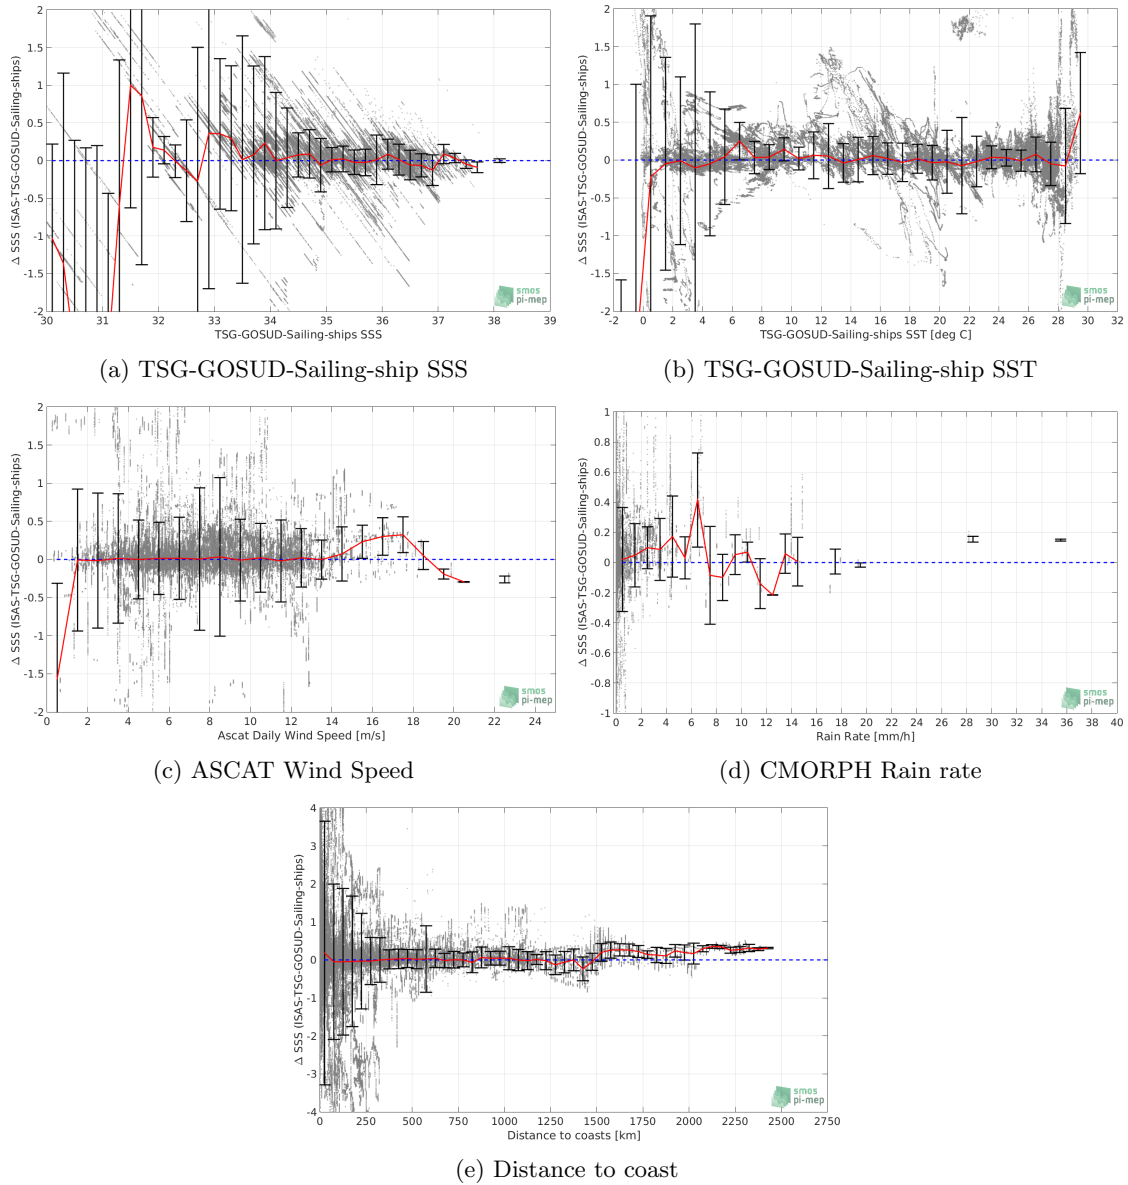 Δ SSS (ISAS-TSG-GOSUD-Sailing-ships)
2
1.5
1
0.5
0
-0.5
-1
-1.5
-2
30 31 32 33 34 35 36 37 38 39
TSG-GOSUD-Sailing-ships SSS
smos
pi-mep
(a) TSG-GOSUD-Sailing-ship SSS
Δ SSS (ISAS-TSG-GOSUD-Sailing-ships)
2
1.5
1
0.5
0
-0.5
-1
-1.5
-2
-2 0 2 4 6 8 10 12 14 16 18 20 22 24 26 28 30 32
TSG-GOSUD-Sailing-ships SST [deg C]
smos
pi-mep
(b) TSG-GOSUD-Sailing-ship SST
Δ SSS (ISAS-TSG-GOSUD-Sailing-ships)
2
1.5
1
0.5
0
-0.5
-1
-1.5
-2
0 2 4 6 8 10 12 14 16 18 20 22 24
Ascat Daily Wind Speed [m/s]
smos
pi-mep
(c) ASCAT Wind Speed
Δ SSS (ISAS-TSG-GOSUD-Sailing-ships)
1
0.8
0.6
0.4
0.2
0
-0.2
-0.4
-0.6
-0.8
-1
0 2 4 6 8 10 12 14 16 18 20 22 24 26 28 30 32 34 36 38 40
Rain Rate [mm/h]
smos
pi-mep
(d) CMORPH Rain rate
Δ SSS (ISAS-TSG-GOSUD-Sailing-ships)
4
3
2
1
0
-1
-2
-3
-4
0 250 500 750 1000 1250 1500 1750 2000 2250 2500 2750
Distance to coasts [km]
smos
pi-mep
(e) Distance to coast